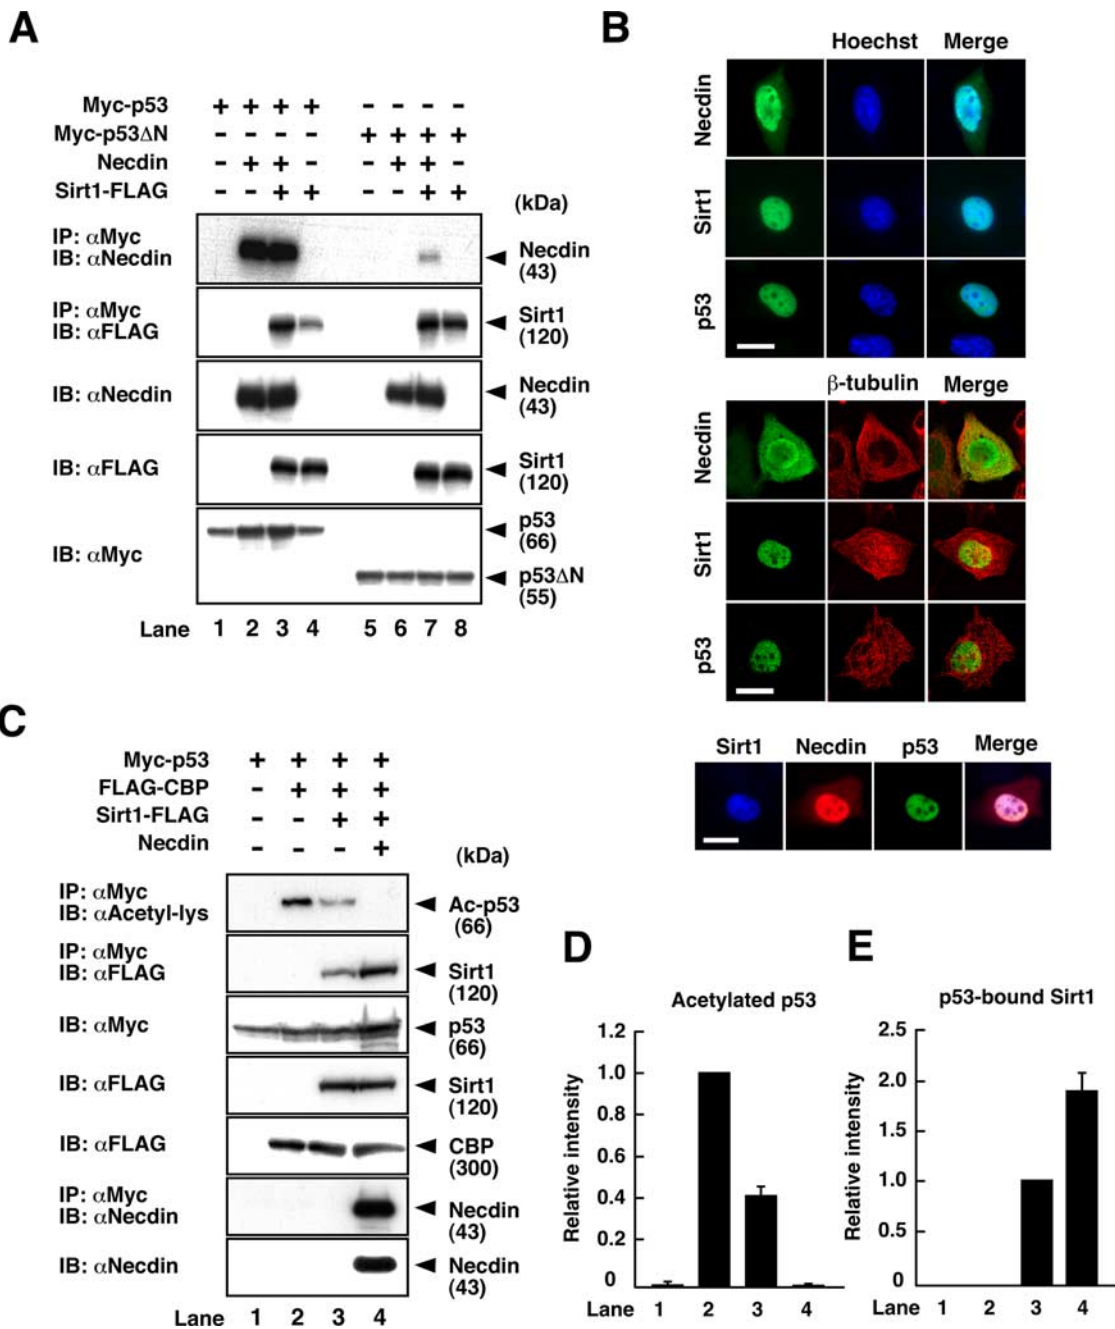 A
Myc-p53 + + + + - - - -
Myc-p53ΔN - - - - + + + +
Necdin - + + - - + + -
Sirt1-FLAG - - + + - - + +
(kDa)
IP: αMyc
IB: αNecdin
Necdin
(43)
IP: αMyc
IB: αFLAG
Sirt1
(120)
IB: αNecdin
Necdin
(43)
IB: αFLAG
Sirt1
(120)
IB: αMyc
p53
(66)
p53ΔN
(55)
Lane 1 2 3 4 5 6 7 8
B
Hoechst Merge
Necdin
Sirt1
p53
β-tubulin Merge
Necdin
Sirt1
p53
Sirt1 Necdin p53 Merge
C
Myc-p53 + + + +
FLAG-CBP - + + +
Sirt1-FLAG - - + +
Necdin - - - +
(kDa)
IP: αMyc
IB: αAcetyl-lys
Ac-p53
(66)
IP: αMyc
IB: αFLAG
Sirt1
(120)
IB: αMyc
p53
(66)
IB: αFLAG
Sirt1
(120)
IB: αFLAG
CBP
(300)
IP: αMyc
IB: αNecdin
Necdin
(43)
IB: αNecdin
Necdin
(43)
Lane 1 2 3 4
D
Acetylated p53
Relative intensity
1.2
1.0
0.8
0.6
0.4
0.2
0
Lane 1 2 3 4
E
p53-bound Sirt1
Relative intensity
2.5
2.0
1.5
1.0
0.5
0
Lane 1 2 3 4